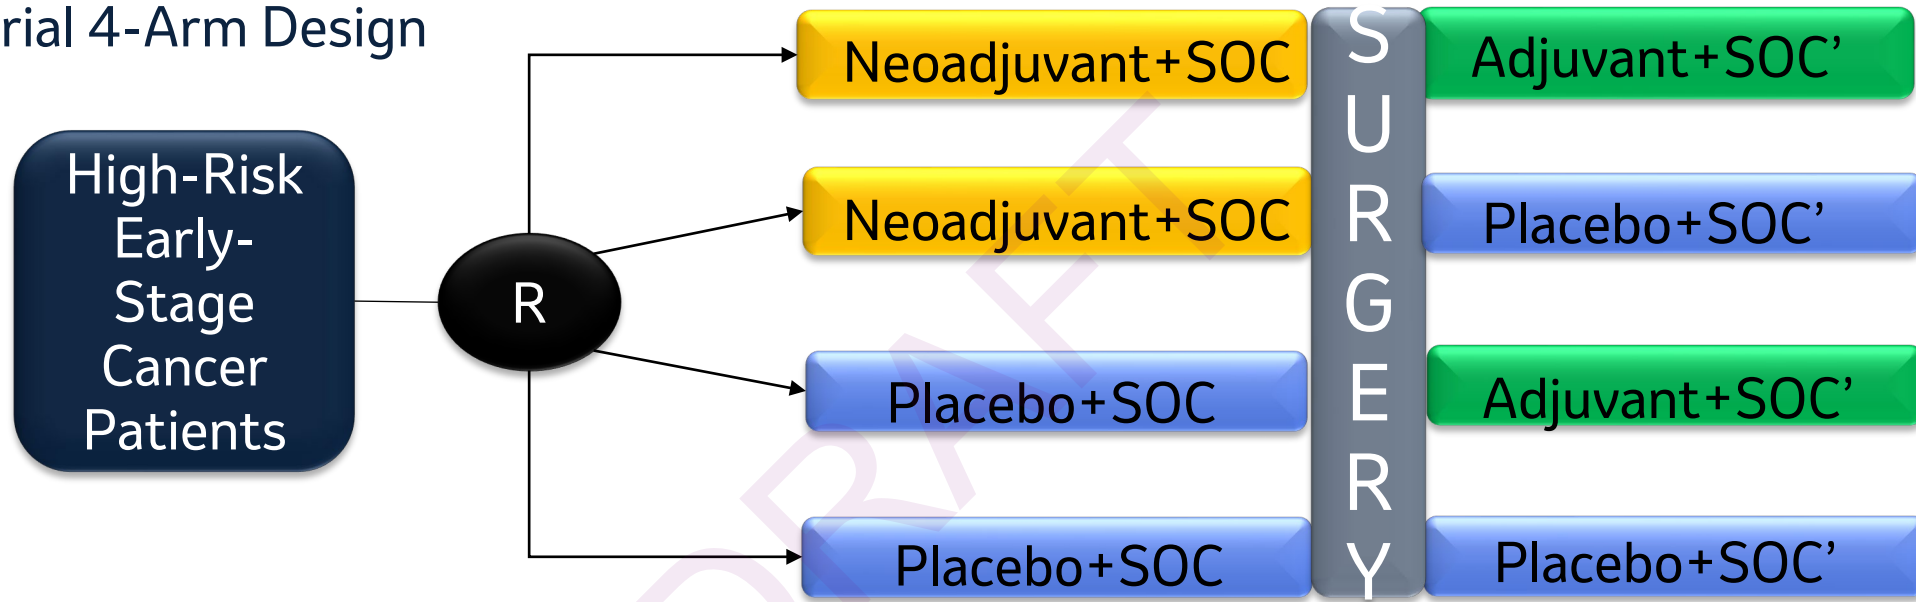 rial 4-Arm Design
High-Risk
Early-
Stage
Cancer
Patients
R
Neoadjuvant+SOC
Neoadjuvant+SOC
Placebo+SOC
Placebo+SOC
S
U
R
G
E
R
Y
Adjuvant+SOC’
Placebo+SOC’
Adjuvant+SOC’
Placebo+SOC’
DRAFT